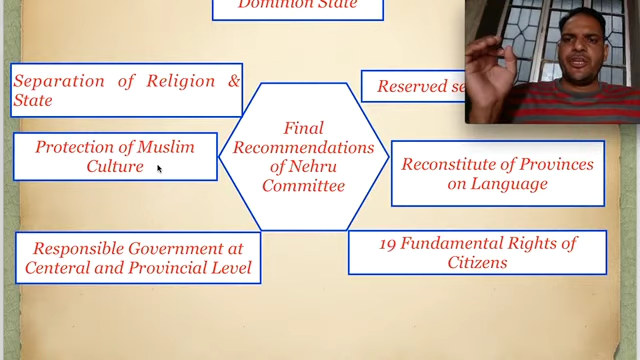 Dominion State
Separation of Religion &
State
Reserved
Protection of Muslim
Culture
Final
Recommendations
of Nehru
Committee
Reconstitute of Provinces
on Language
Responsible Government at
Centeral and Provincial Level
19 Fundamental Rights of
Citizens